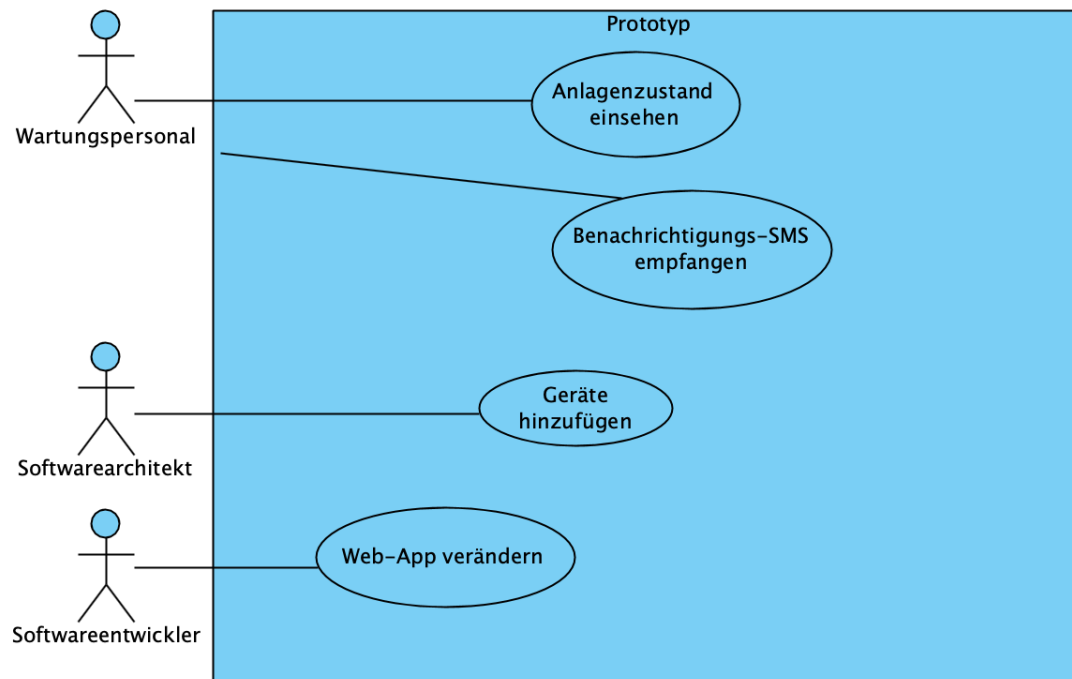 Prototyp
Anlagenzustand
einsehen
Wartungspersonal
Benachrichtigungs-SMS
empfangen
Geräte
hinzufügen
Softwarearchitekt
Web-App verändern
Softwareentwickler